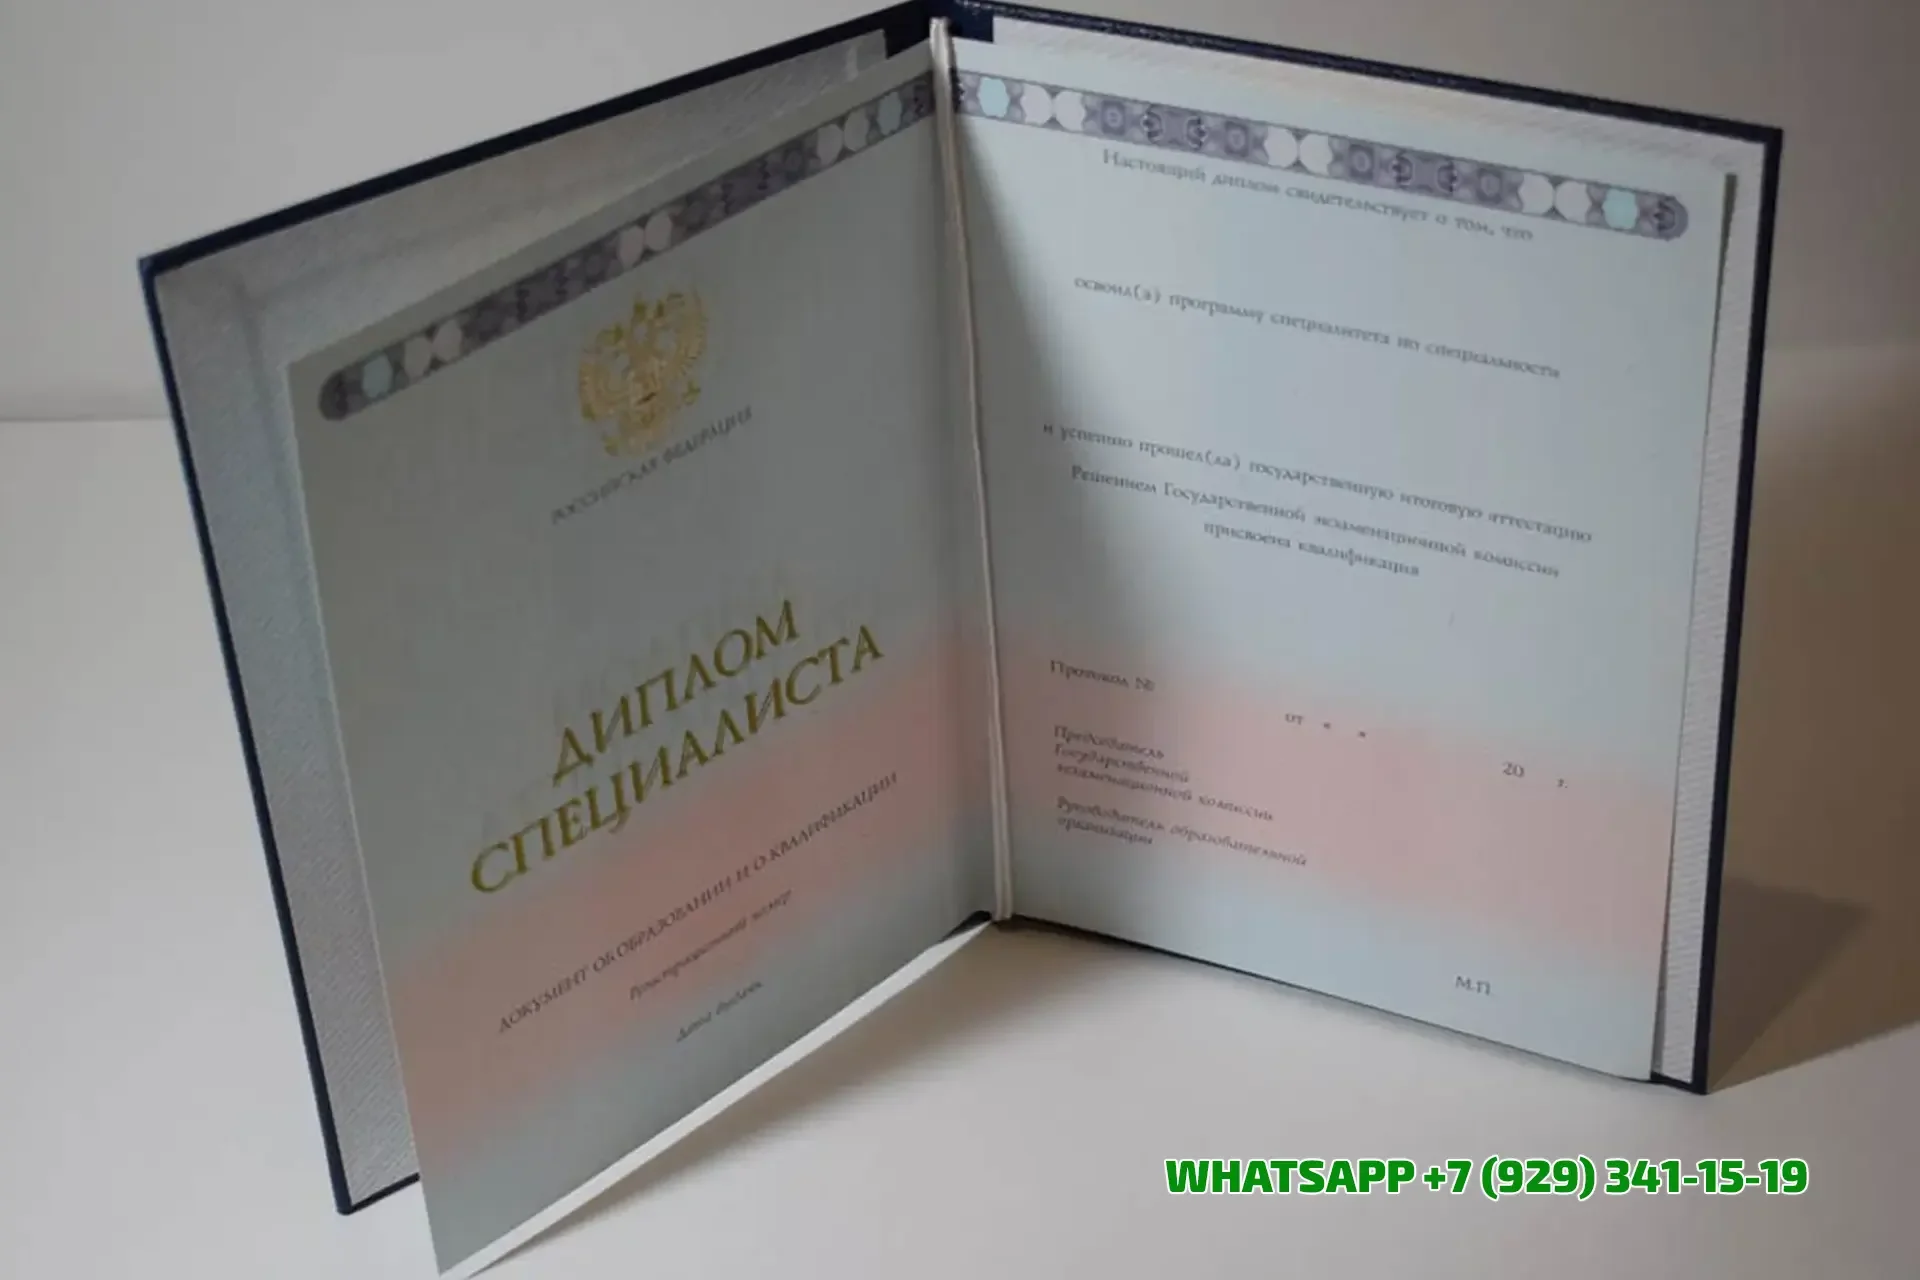 РОССИЙСКАЯ ФЕДЕРАЦИЯ
ДИПЛОМ
СПЕЦИАЛИСТА
ДОКУМЕНТ ОБ ОБРАЗОВАНИИ И О КВАЛИФИКАЦИИ
Регистрационный номер
Дата выдачи
Настоящий диплом свидетельствует о том, что
освоил(а) программу специалитета по специальности
и успешно прошел(ла) государственную итоговую аттестацию
Решением Государственной экзаменационной комиссии
присвоена квалификация
Протокол №
от « » 20 г.
Председатель
Государственной
экзаменационной комиссии
Руководитель образовательной
организации
М.П.
WHATSAPP +7 (929) 341-15-19